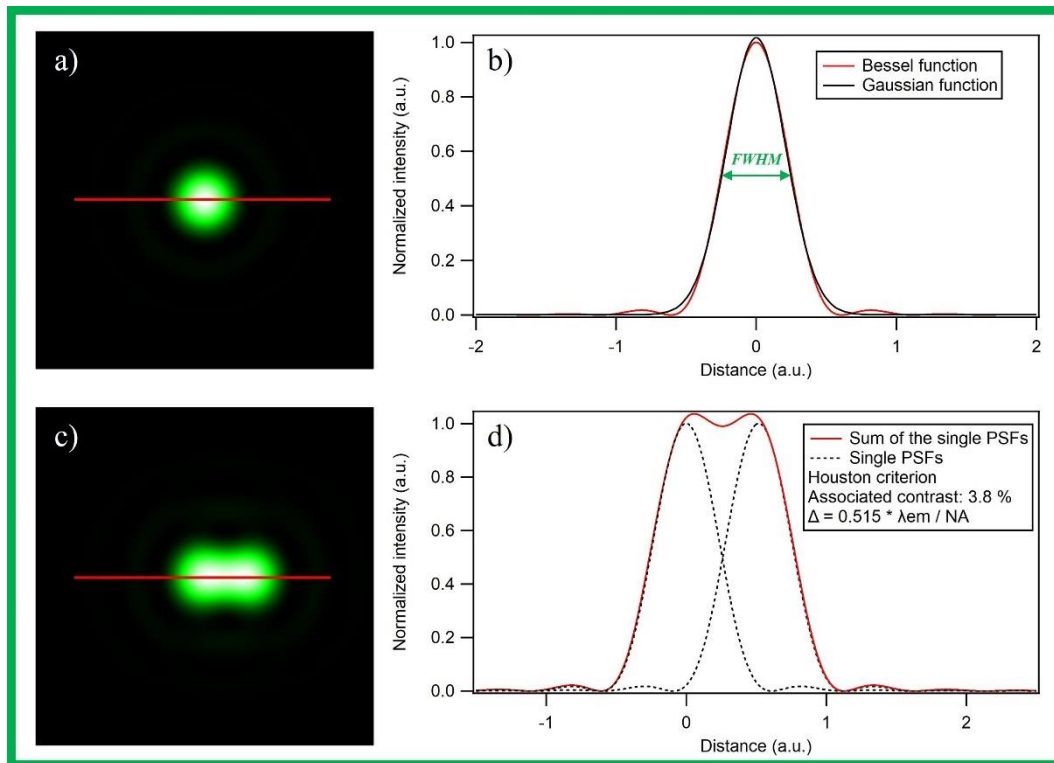 a)
b)
1.0
0.8
0.6
0.4
0.2
0.0
Normalized intensity (a.u.)
Bessel function
Gaussian function
FWHM
-2
-1
0
1
2
Distance (a.u.)
c)
d)
1.0
0.8
0.6
0.4
0.2
0.0
Normalized intensity (a.u.)
Sum of the single PSFs
Single PSFs
Houston criterion
Associated contrast: 3.8 %
Δ = 0.515 * λem / NA
-1
0
1
2
Distance (a.u.)